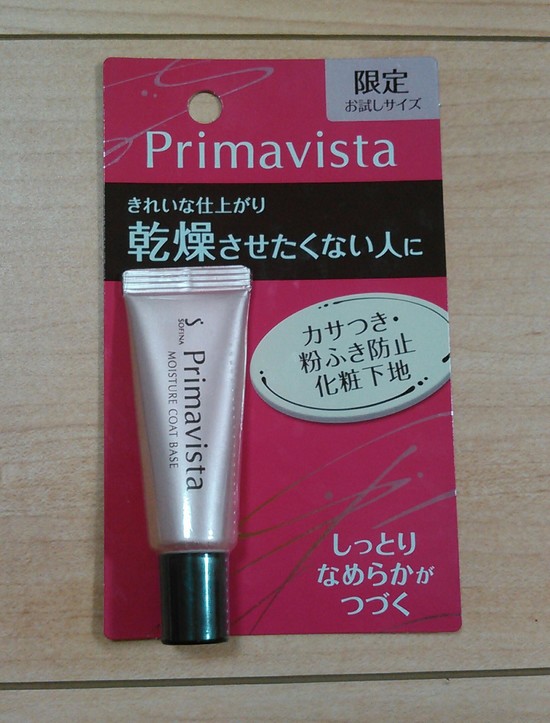 限定
お試しサイズ
Primavista
きれいな仕上がり
乾燥させたくない人に
カサつき・
粉ふき防止
化粧下地
S
SOFINA
Primavista
MOISTURE COAT BASE
しっとり
なめらかが
つづく